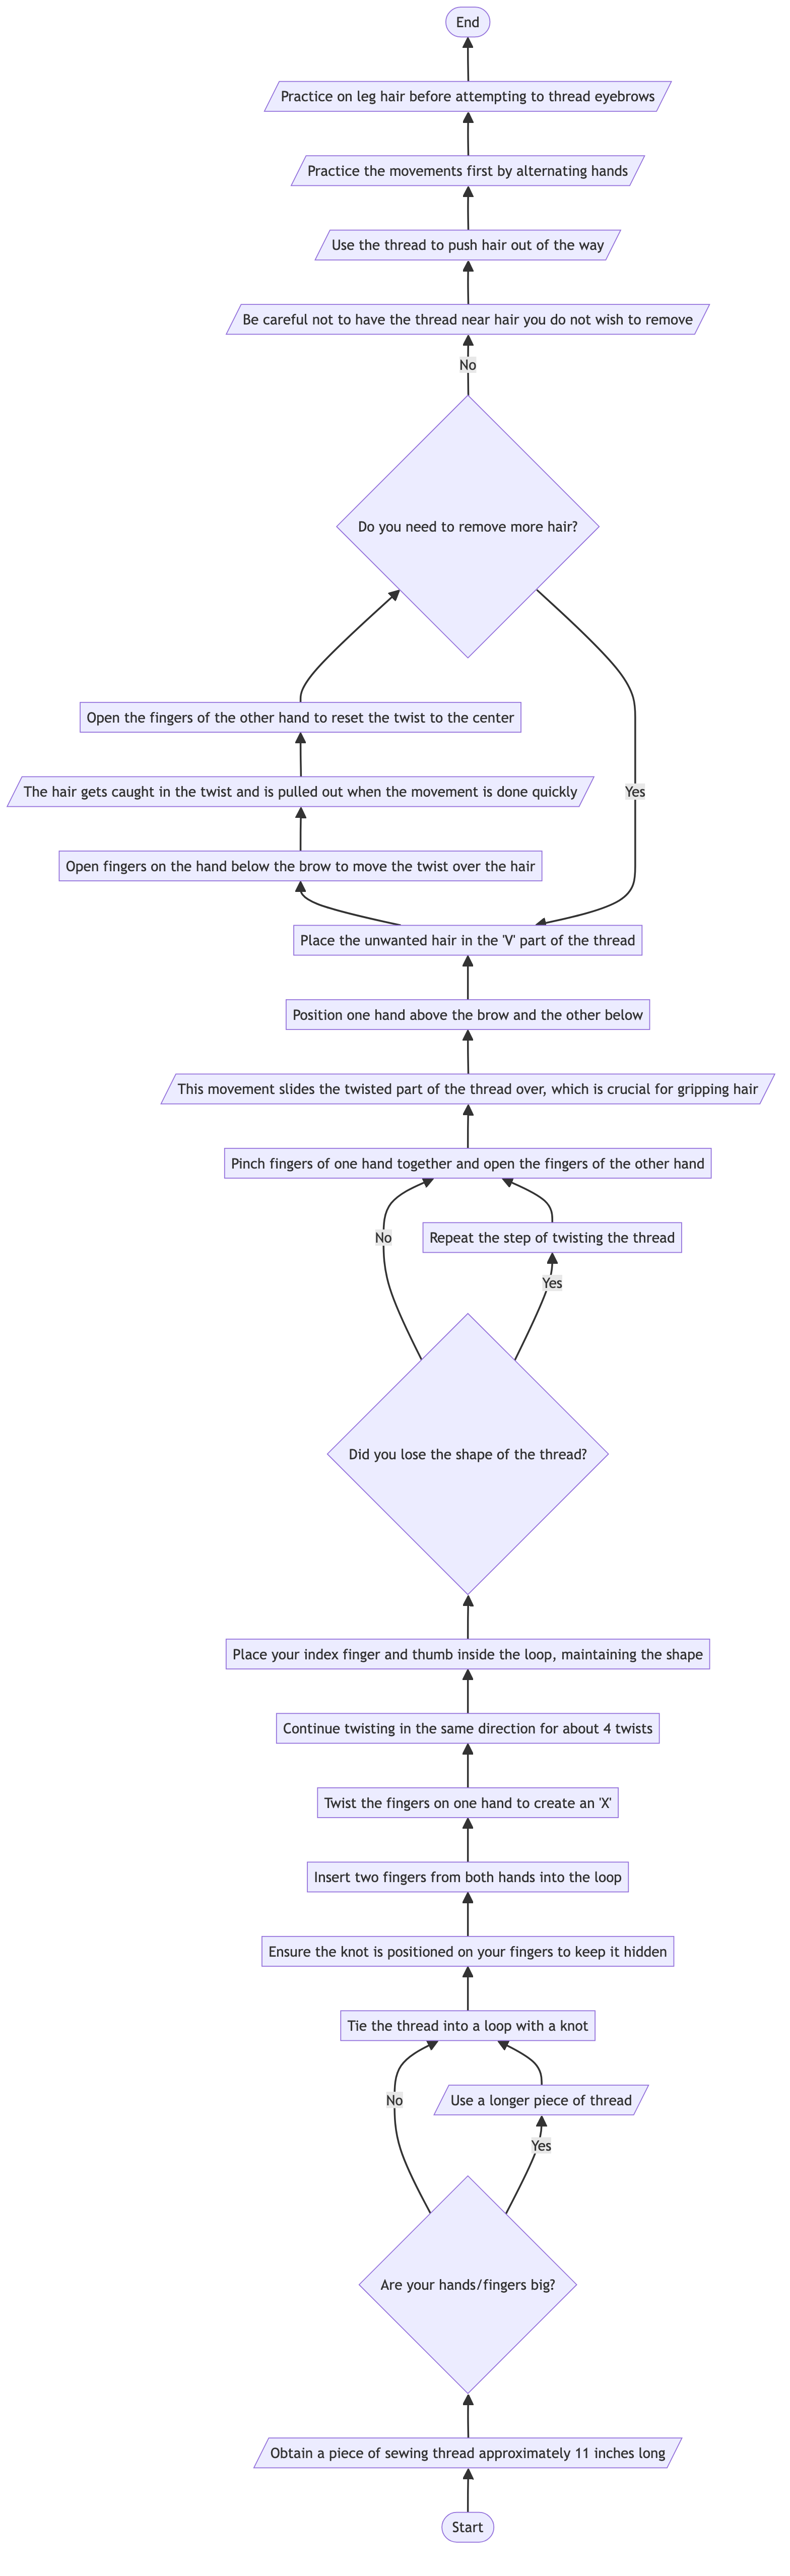 End
Practice on leg hair before attempting to thread eyebrows
Practice the movements first by alternating hands
Use the thread to push hair out of the way
Be careful not to have the thread near hair you do not wish to remove
No
Do you need to remove more hair?
Open the fingers of the other hand to reset the twist to the center
The hair gets caught in the twist and is pulled out when the movement is done quickly
Yes
Open fingers on the hand below the brow to move the twist over the hair
Place the unwanted hair in the 'V' part of the thread
Position one hand above the brow and the other below
This movement slides the twisted part of the thread over, which is crucial for gripping hair
Pinch fingers of one hand together and open the fingers of the other hand
No
Repeat the step of twisting the thread
Yes
Did you lose the shape of the thread?
Place your index finger and thumb inside the loop, maintaining the shape
Continue twisting in the same direction for about 4 twists
Twist the fingers on one hand to create an 'X'
Insert two fingers from both hands into the loop
Ensure the knot is positioned on your fingers to keep it hidden
Tie the thread into a loop with a knot
No
Use a longer piece of thread
Yes
Are your hands/fingers big?
Obtain a piece of sewing thread approximately 11 inches long
Start